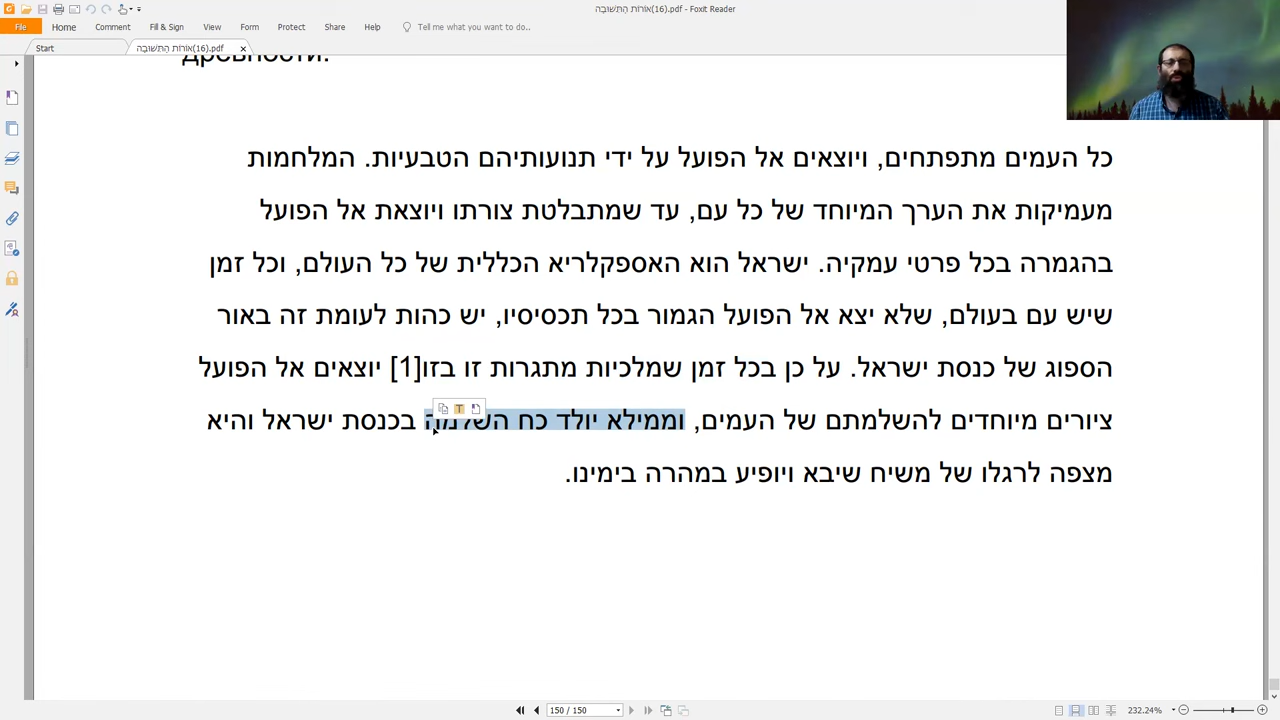 אוֹרוֹת הַתְּשׁוּבָה(16).pdf - Foxit Reader
File Home Comment Fill & Sign View Form Protect Share Help Tell me what you want to do..
Start אוֹרוֹת הַתְּשׁוּבָה(16).pdf
древности.
כל העמים מתפתחים, ויוצאים אל הפועל על ידי תנועותיהם הטבעיות. המלחמות
מעמיקות את הערך המיוחד של כל עם, עד שמתבלטת צורתו ויוצאת אל הפועל
בהגמרה בכל פרטי עמקיה. ישראל הוא האספקלריא הכללית של כל העולם, וכל זמן
שיש עם בעולם, שלא יצא אל הפועל הגמור בכל תכסיסיו, יש כהות לעומת זה באור
הספוג של כנסת ישראל. על כן בכל זמן שמלכיות מתגרות זו בזו[1] יוצאים אל הפועל
ציורים מיוחדים להשלמתם של העמים, וממילא יולד כח השלמה בכנסת ישראל והיא
מצפה לרגלו של משיח שיבא ויופיע במהרה בימינו.
150 / 150 232.24%